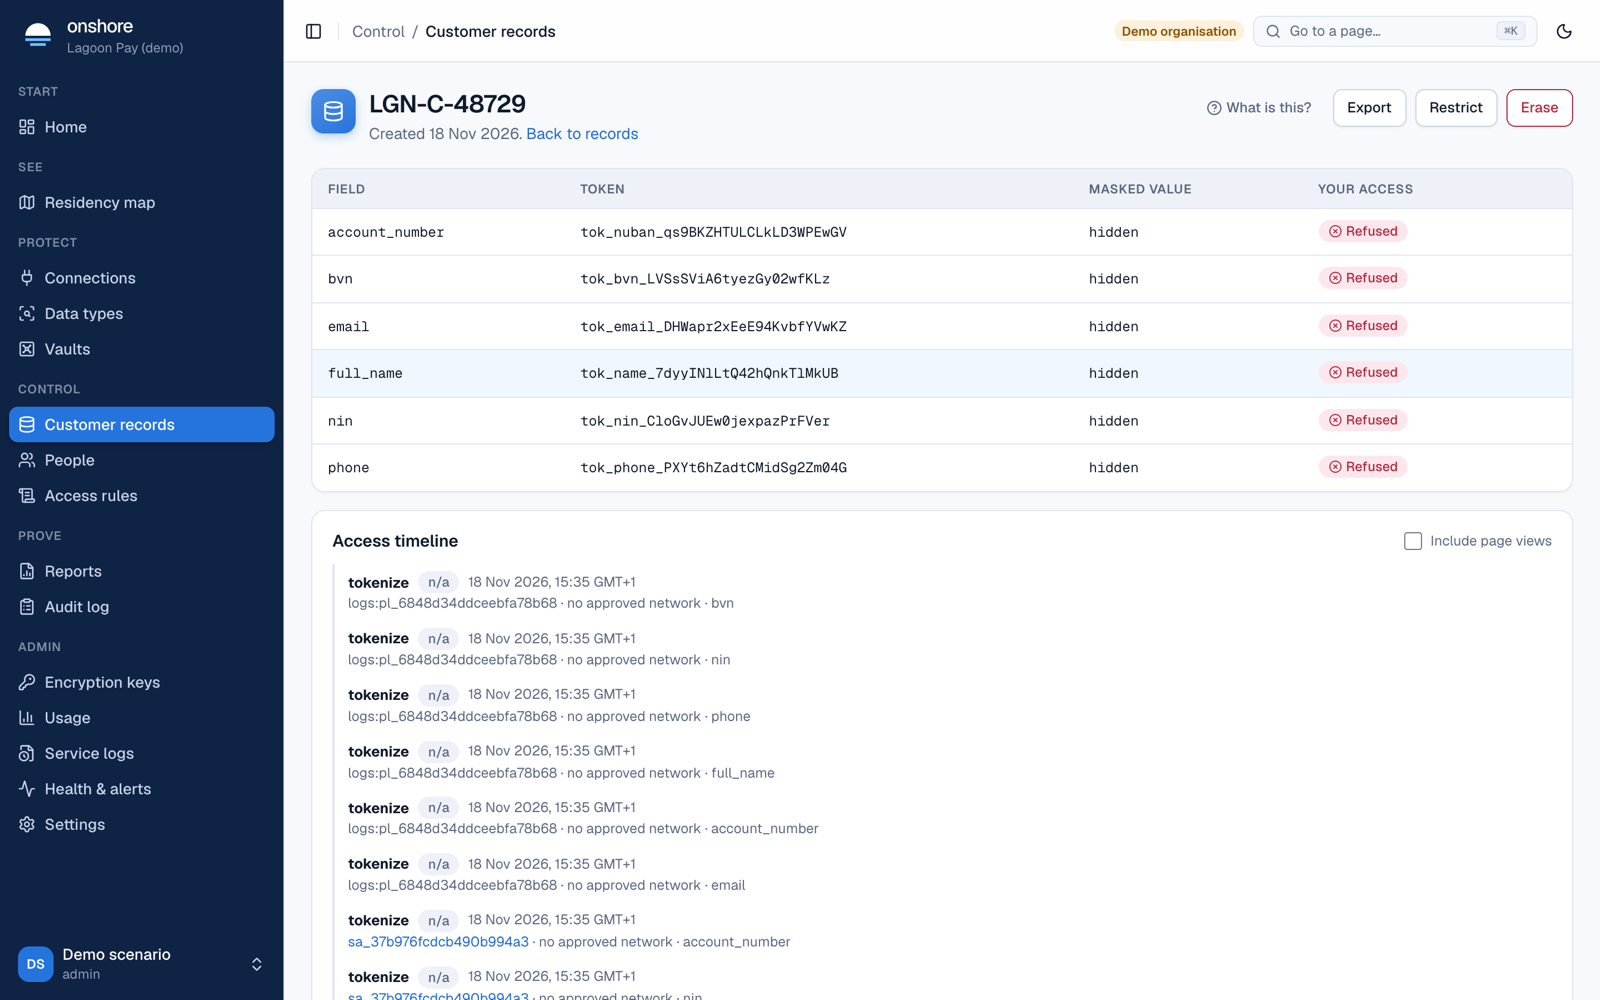 onshore
Lagoon Pay (demo)
START
Home
SEE
Residency map
PROTECT
Connections
Data types
Vaults
CONTROL
Customer records
People
Access rules
PROVE
Reports
Audit log
ADMIN
Encryption keys
Usage
Service logs
Health & alerts
Settings
DS
Demo scenario
admin
Control / Customer records
Demo organisation
Go to a page...
⌘K
LGN-C-48729
Created 18 Nov 2026. Back to records
What is this?
Export
Restrict
Erase
FIELD TOKEN MASKED VALUE YOUR ACCESS
account_number tok_nuban_qs9BKZHTULCLkLD3WPEwGV hidden Refused
bvn tok_bvn_LVSsSViA6tyezGy02wfKLz hidden Refused
email tok_email_DHWapr2xEeE94KvbfYVwKZ hidden Refused
full_name tok_name_7dyyINlLtQ42hQnkTlMkUB hidden Refused
nin tok_nin_CloGvJUEw0jexpazPrFVer hidden Refused
phone tok_phone_PXYt6hZadtCMidSg2Zm04G hidden Refused
Access timeline
Include page views
tokenize n/a 18 Nov 2026, 15:35 GMT+1
logs:pl_6848d34ddceebfa78b68 · no approved network · bvn
tokenize n/a 18 Nov 2026, 15:35 GMT+1
logs:pl_6848d34ddceebfa78b68 · no approved network · nin
tokenize n/a 18 Nov 2026, 15:35 GMT+1
logs:pl_6848d34ddceebfa78b68 · no approved network · phone
tokenize n/a 18 Nov 2026, 15:35 GMT+1
logs:pl_6848d34ddceebfa78b68 · no approved network · full_name
tokenize n/a 18 Nov 2026, 15:35 GMT+1
logs:pl_6848d34ddceebfa78b68 · no approved network · account_number
tokenize n/a 18 Nov 2026, 15:35 GMT+1
logs:pl_6848d34ddceebfa78b68 · no approved network · email
tokenize n/a 18 Nov 2026, 15:35 GMT+1
sa_37b976fcdcb490b994a3 · no approved network · account_number
tokenize n/a 18 Nov 2026, 15:35 GMT+1
sa_37b976fcdcb490b994a3 · no approved network · nin